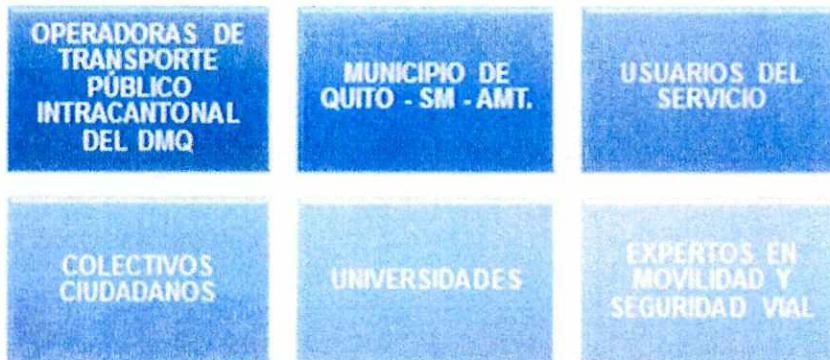 OPERADORAS DE
TRANSPORTE
PÚBLICO
INTRACANTONAL
DEL DMQ
MUNICIPIO DE
QUITO - SM - AMT.
USUARIOS DEL
SERVICIO
COLECTIVOS
CIUDADANOS
UNIVERSIDADES
EXPERTOS EN
MOVILIDAD Y
SEGURIDAD VIAL